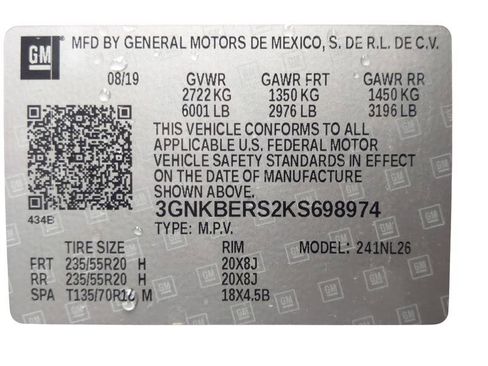 GM MFD BY GENERAL MOTORS DE MEXICO, S. DE R.L. DE C.V.
08/19 GVWR GAWR FRT GAWR RR
2722 KG 1350 KG 1450 KG
6001 LB 2976 LB 3196 LB
THIS VEHICLE CONFORMS TO ALL
APPLICABLE U.S. FEDERAL MOTOR
VEHICLE SAFETY STANDARDS IN EFFECT
ON THE DATE OF MANUFACTURE
SHOWN ABOVE.
3GNKBERS2KS698974
434B TYPE: M.P.V.
TIRE SIZE RIM MODEL: 241NL26
FRT 235/55R20 H 20X8J
RR 235/55R20 H 20X8J
SPA T135/70R18 M 18X4.5B